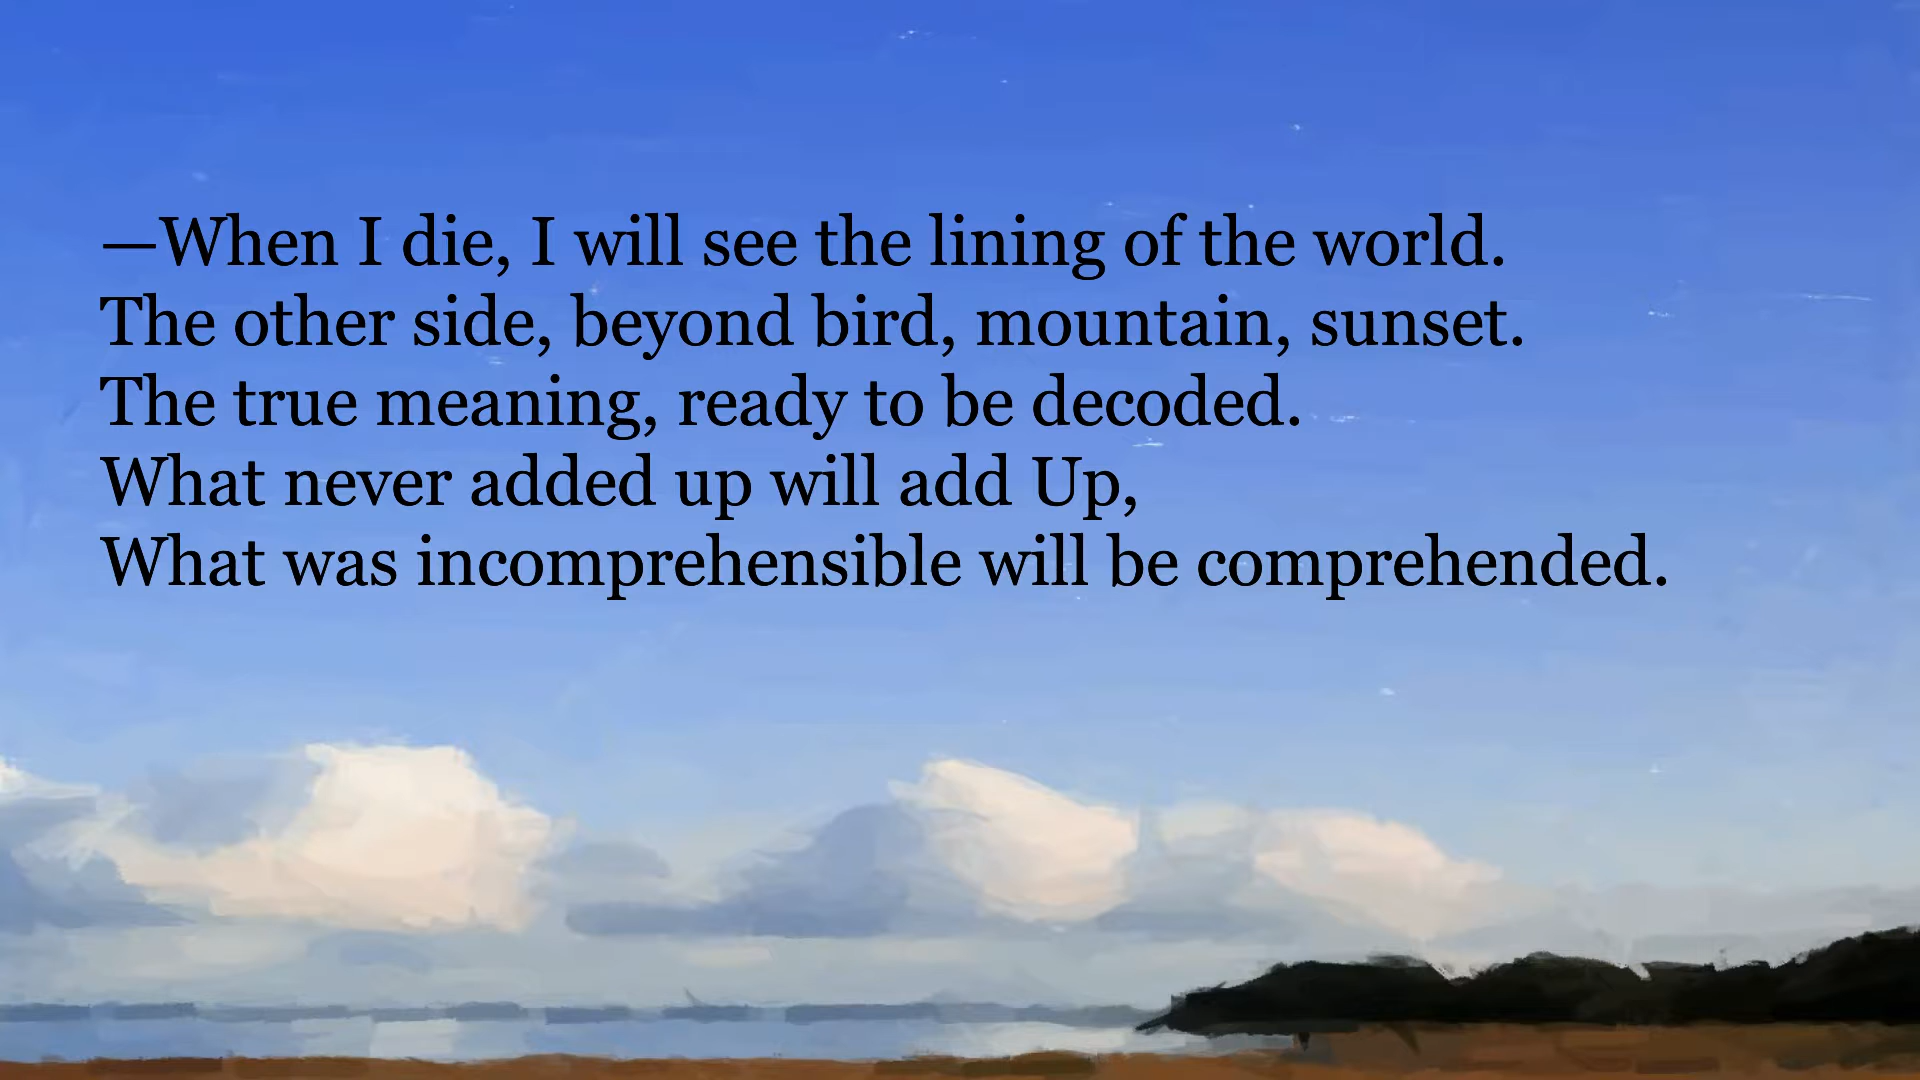 —When I die, I will see the lining of the world.
The other side, beyond bird, mountain, sunset.
The true meaning, ready to be decoded.
What never added up will add Up,
What was incomprehensible will be comprehended.